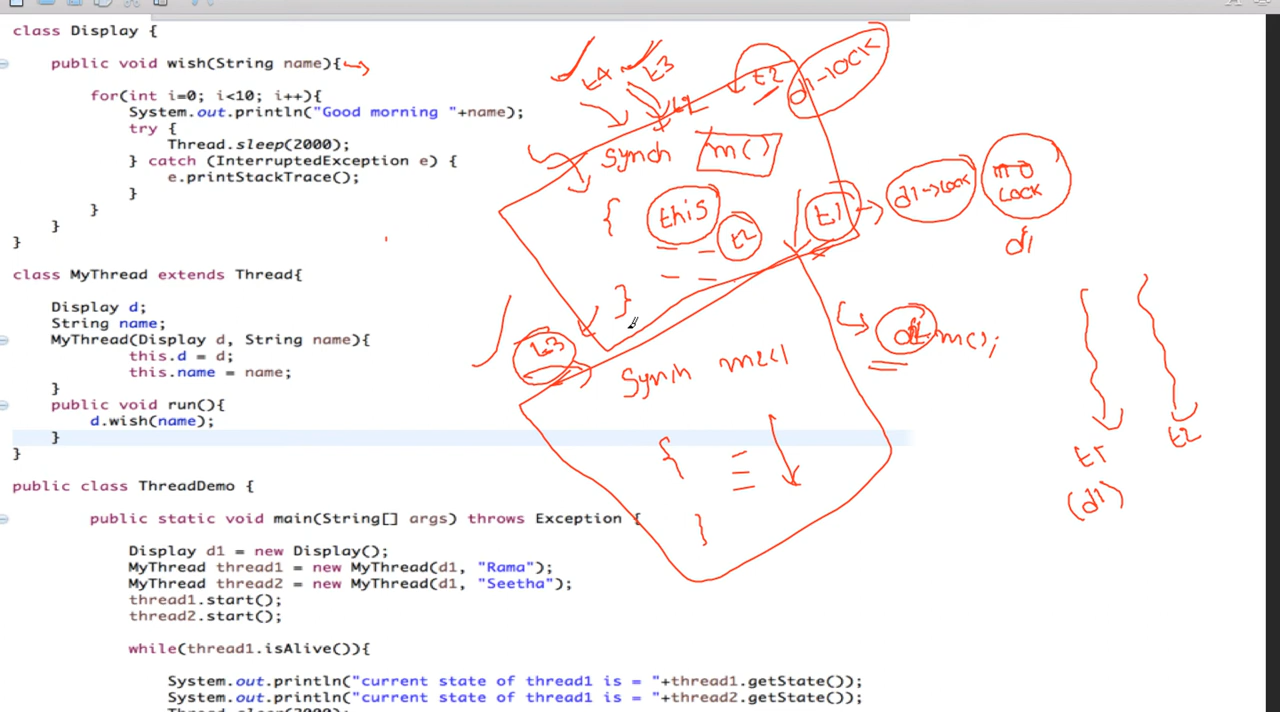 class Display {
public void wish(String name){
for(int i=0; i<10; i++){
System.out.println("Good morning "+name);
try {
Thread.sleep(2000);
} catch (InterruptedException e) {
e.printStackTrace();
}
}
}
}
class MyThread extends Thread{
Display d;
String name;
MyThread(Display d, String name){
this.d = d;
this.name = name;
}
public void run(){
d.wish(name);
}
}
public class ThreadDemo {
public static void main(String[] args) throws Exception {
Display d1 = new Display();
MyThread thread1 = new MyThread(d1, "Rama");
MyThread thread2 = new MyThread(d1, "Seetha");
thread1.start();
thread2.start();
while(thread1.isAlive()){
System.out.println("current state of thread1 is = "+thread1.getState());
System.out.println("current state of thread1 is = "+thread2.getState());
Thread.sleep(2000);
t4 t3 t2 d1-lock
Synch m()
{ this t2
}
t1 d1→lock
lock
d1
t3
m();
Synch
{
}
t1 t2
(d1)